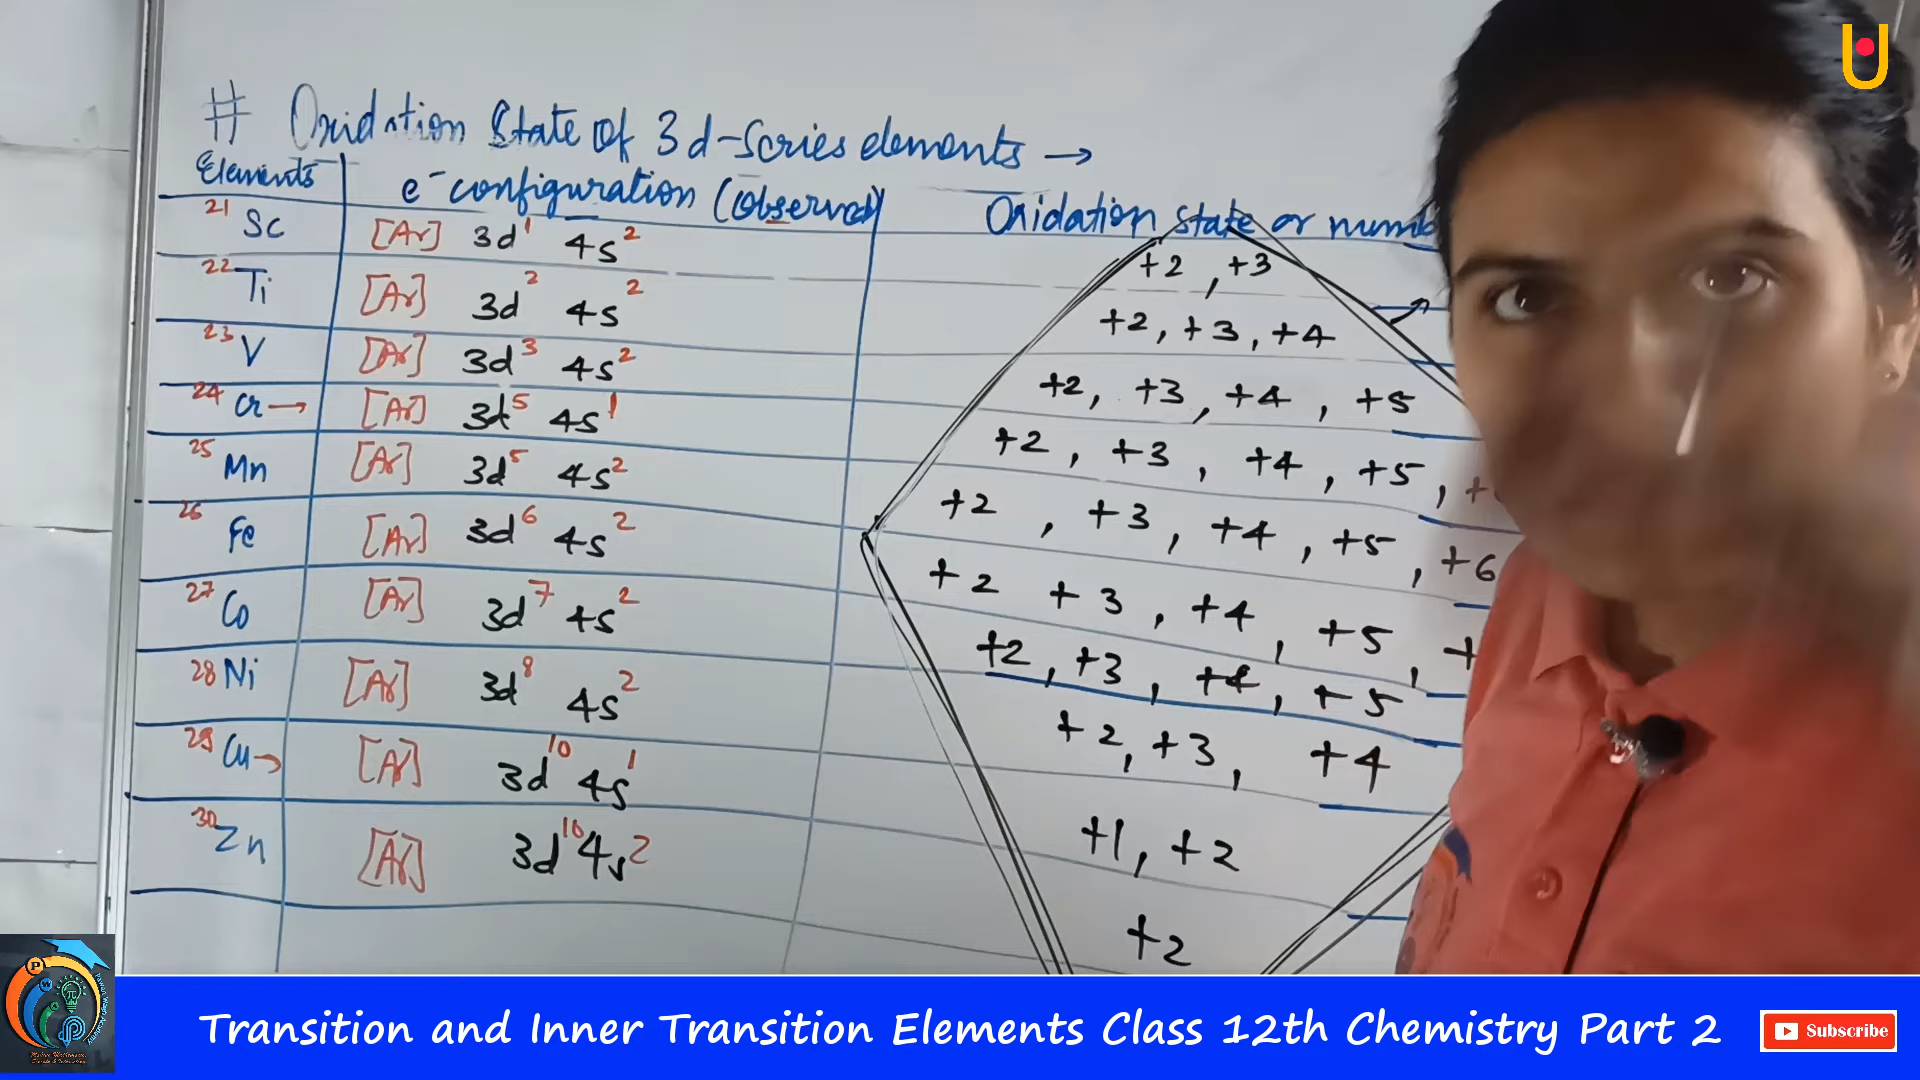 # Oxidation State of 3d-Series elements →
Elements e⁻configuration (observed) Oxidation state or numb
21 Sc [Ar] 3d¹ 4s² +2, +3
22 Ti [Ar] 3d² 4s² +2, +3, +4
23 V [Ar] 3d³ 4s² +2, +3, +4, +5
24 Cr → [Ar] 3d⁵ 4s¹ +2, +3, +4, +5, +
25 Mn [Ar] 3d⁵ 4s² +2, +3, +4, +5, +6
26 Fe [Ar] 3d⁶ 4s² +2 +3, +4, +5, +
27 Co [Ar] 3d⁷ 4s² +2, +3, +4, +5
28 Ni [Ar] 3d⁸ 4s² +2, +3, +4
29 Cu → [Ar] 3d¹⁰ 4s¹ +1, +2
30 Zn [Ar] 3d¹⁰ 4s² +2
Transition and Inner Transition Elements Class 12th Chemistry Part 2
Subscribe